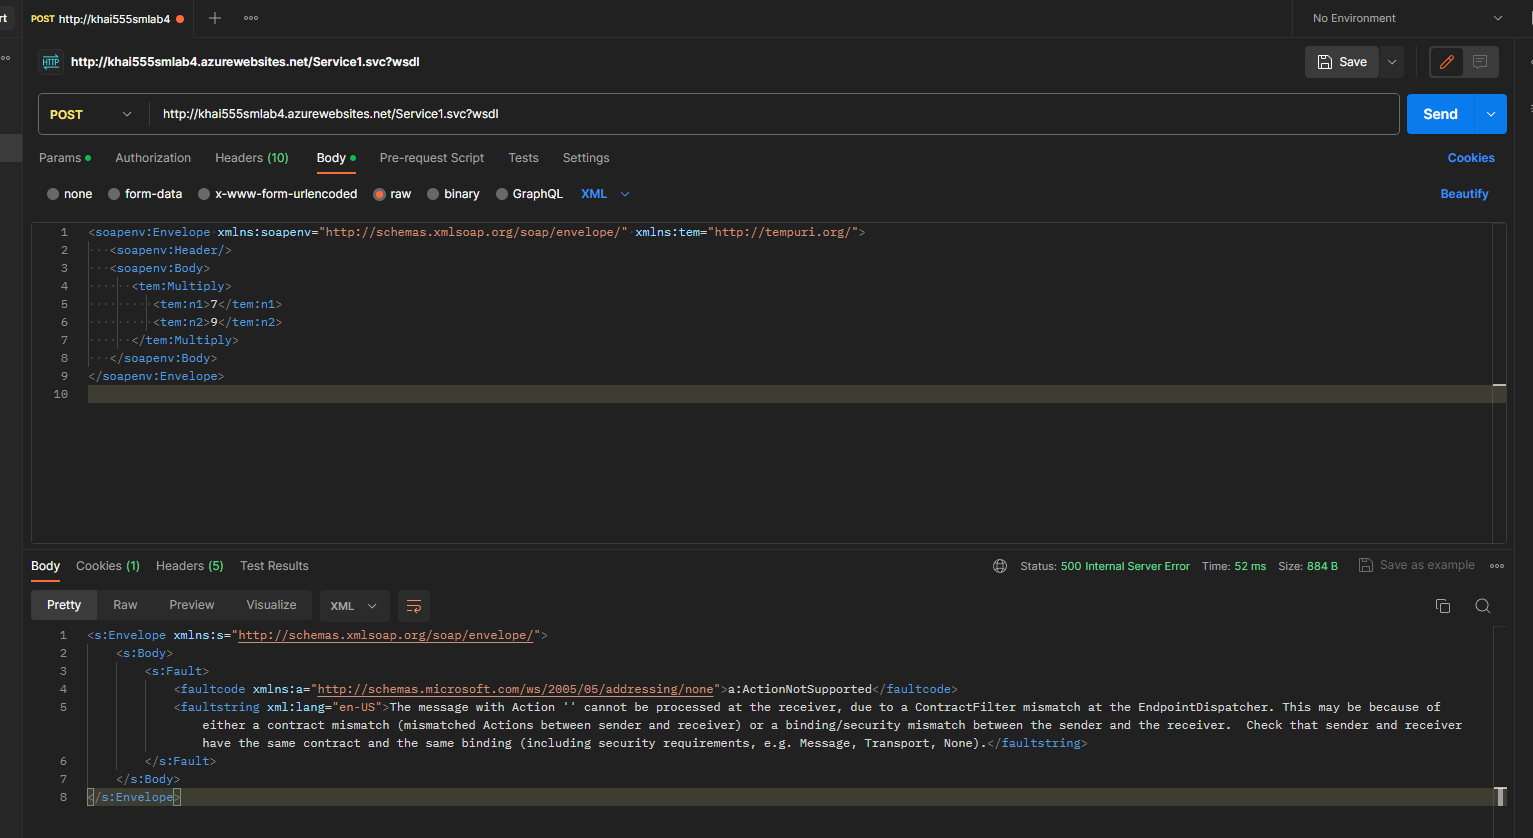 rt
POST http://khai555smlab4
No Environment
HTTP http://khai555smlab4.azurewebsites.net/Service1.svc?wsdl
Save
POST http://khai555smlab4.azurewebsites.net/Service1.svc?wsdl
Send
Params Authorization Headers (10) Body Pre-request Script Tests Settings
Cookies
none form-data x-www-form-urlencoded raw binary GraphQL XML
Beautify
1 <soapenv:Envelope xmlns:soapenv="http://schemas.xmlsoap.org/soap/envelope/" xmlns:tem="http://tempuri.org/">
2 <soapenv:Header/>
3 <soapenv:Body>
4 <tem:Multiply>
5 <tem:n1>7</tem:n1>
6 <tem:n2>9</tem:n2>
7 </tem:Multiply>
8 </soapenv:Body>
9 </soapenv:Envelope>
10
Body Cookies (1) Headers (5) Test Results
Status: 500 Internal Server Error Time: 52 ms Size: 884 B Save as example
Pretty Raw Preview Visualize XML
1 <s:Envelope xmlns:s="http://schemas.xmlsoap.org/soap/envelope/">
2 <s:Body>
3 <s:Fault>
4 <faultcode xmlns:a="http://schemas.microsoft.com/ws/2005/05/addressing/none">a:ActionNotSupported</faultcode>
5 <faultstring xml:lang="en-US">The message with Action '' cannot be processed at the receiver, due to a ContractFilter mismatch at the EndpointDispatcher. This may be because of
either a contract mismatch (mismatched Actions between sender and receiver) or a binding/security mismatch between the sender and the receiver.  Check that sender and receiver
have the same contract and the same binding (including security requirements, e.g. Message, Transport, None).</faultstring>
6 </s:Fault>
7 </s:Body>
8 </s:Envelope>